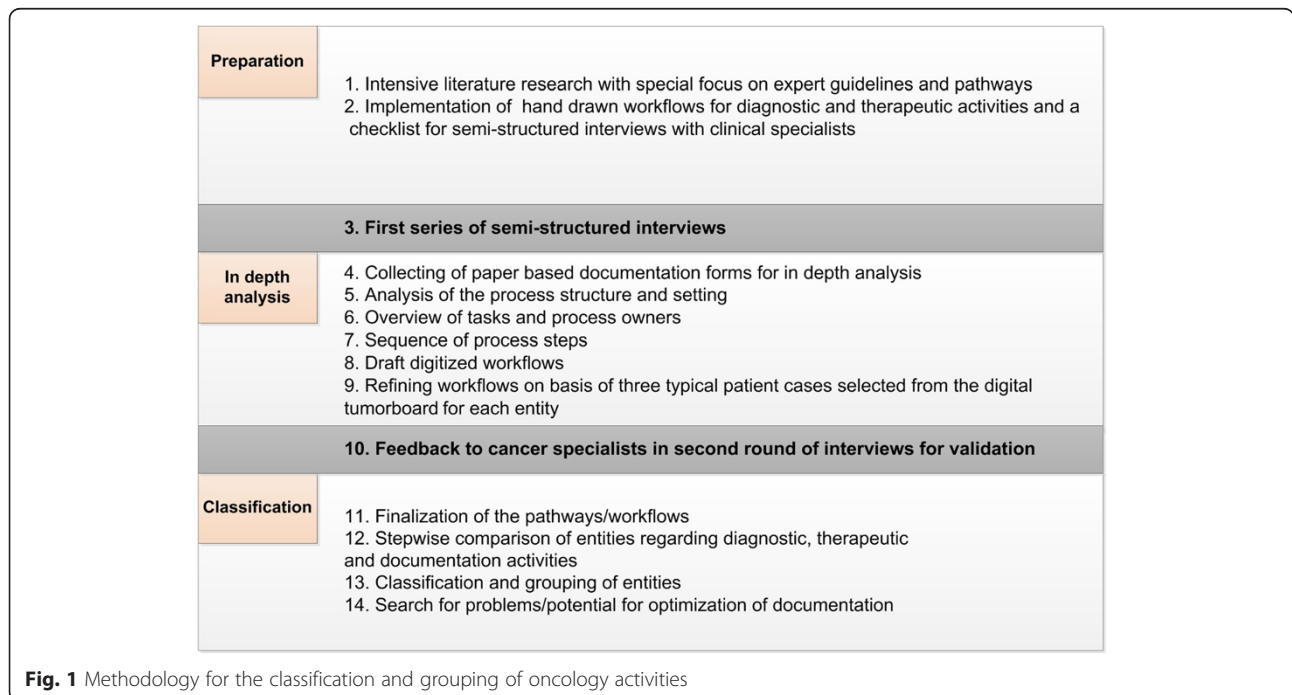 Preparation
1. Intensive literature research with special focus on expert guidelines and pathways
2. Implementation of hand drawn workflows for diagnostic and therapeutic activities and a
checklist for semi-structured interviews with clinical specialists
3. First series of semi-structured interviews
In depth
analysis
4. Collecting of paper based documentation forms for in depth analysis
5. Analysis of the process structure and setting
6. Overview of tasks and process owners
7. Sequence of process steps
8. Draft digitized workflows
9. Refining workflows on basis of three typical patient cases selected from the digital
tumorboard for each entity
10. Feedback to cancer specialists in second round of interviews for validation
Classification
11. Finalization of the pathways/workflows
12. Stepwise comparison of entities regarding diagnostic, therapeutic
and documentation activities
13. Classification and grouping of entities
14. Search for problems/potential for optimization of documentation
Fig. 1 Methodology for the classification and grouping of oncology activities